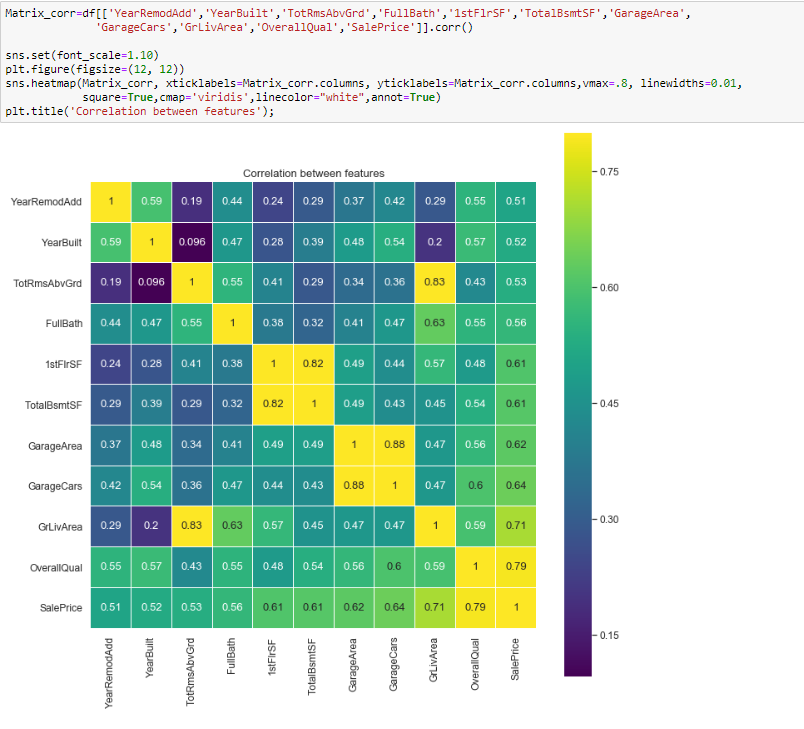 Matrix_corr=df[['YearRemodAdd','YearBuilt','TotRmsAbvGrd','FullBath','1stFlrSF','TotalBsmtSF','GarageArea',
'GarageCars','GrLivArea','OverallQual','SalePrice']].corr()
sns.set(font_scale=1.10)
plt.figure(figsize=(12, 12))
sns.heatmap(Matrix_corr, xticklabels=Matrix_corr.columns, yticklabels=Matrix_corr.columns,vmax=.8, linewidths=0.01,
square=True,cmap='viridis',linecolor="white",annot=True)
plt.title('Correlation between features');
Correlation between features
YearRemodAdd 1 0.59 0.19 0.44 0.24 0.29 0.37 0.42 0.29 0.55 0.51
YearBuilt 0.59 1 0.096 0.47 0.28 0.39 0.48 0.54 0.2 0.57 0.52
TotRmsAbvGrd 0.19 0.096 1 0.55 0.41 0.29 0.34 0.36 0.83 0.43 0.53
FullBath 0.44 0.47 0.55 1 0.38 0.32 0.41 0.47 0.63 0.55 0.56
1stFlrSF 0.24 0.28 0.41 0.38 1 0.82 0.49 0.44 0.57 0.48 0.61
TotalBsmtSF 0.29 0.39 0.29 0.32 0.82 1 0.49 0.43 0.45 0.54 0.61
GarageArea 0.37 0.48 0.34 0.41 0.49 0.49 1 0.88 0.47 0.56 0.62
GarageCars 0.42 0.54 0.36 0.47 0.44 0.43 0.88 1 0.47 0.6 0.64
GrLivArea 0.29 0.2 0.83 0.63 0.57 0.45 0.47 0.47 1 0.59 0.71
OverallQual 0.55 0.57 0.43 0.55 0.48 0.54 0.56 0.6 0.59 1 0.79
SalePrice 0.51 0.52 0.53 0.56 0.61 0.61 0.62 0.64 0.71 0.79 1
YearRemodAdd
YearBuilt
TotRmsAbvGrd
FullBath
1stFlrSF
TotalBsmtSF
GarageArea
GarageCars
GrLivArea
OverallQual
SalePrice
0.75
0.60
0.45
0.30
0.15